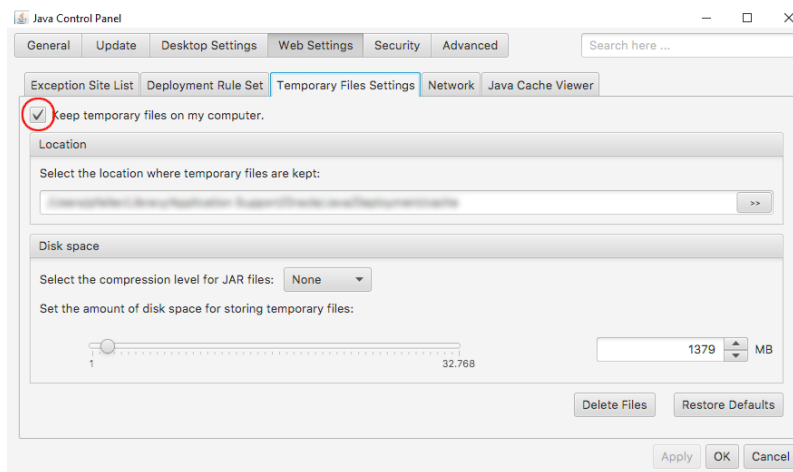 Java Control Panel
General Update Desktop Settings Web Settings Security Advanced Search here ...
Exception Site List Deployment Rule Set Temporary Files Settings Network Java Cache Viewer
Keep temporary files on my computer.
Location
Select the location where temporary files are kept:
>>
Disk space
Select the compression level for JAR files: None
Set the amount of disk space for storing temporary files:
1379 MB
1 32.768
Delete Files Restore Defaults
Apply OK Cancel